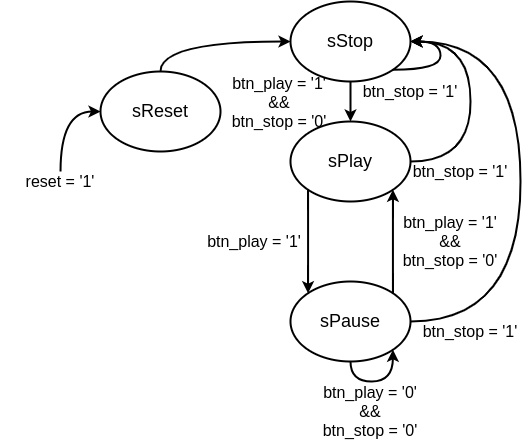 sStop
btn_play = '1'
&&
btn_stop = '0'
btn_stop = '1'
sReset
reset = '1'
sPlay
btn_stop = '1'
btn_play = '1'
btn_play = '1'
&&
btn_stop = '0'
sPause
btn_stop = '1'
btn_play = '0'
&&
btn_stop = '0'